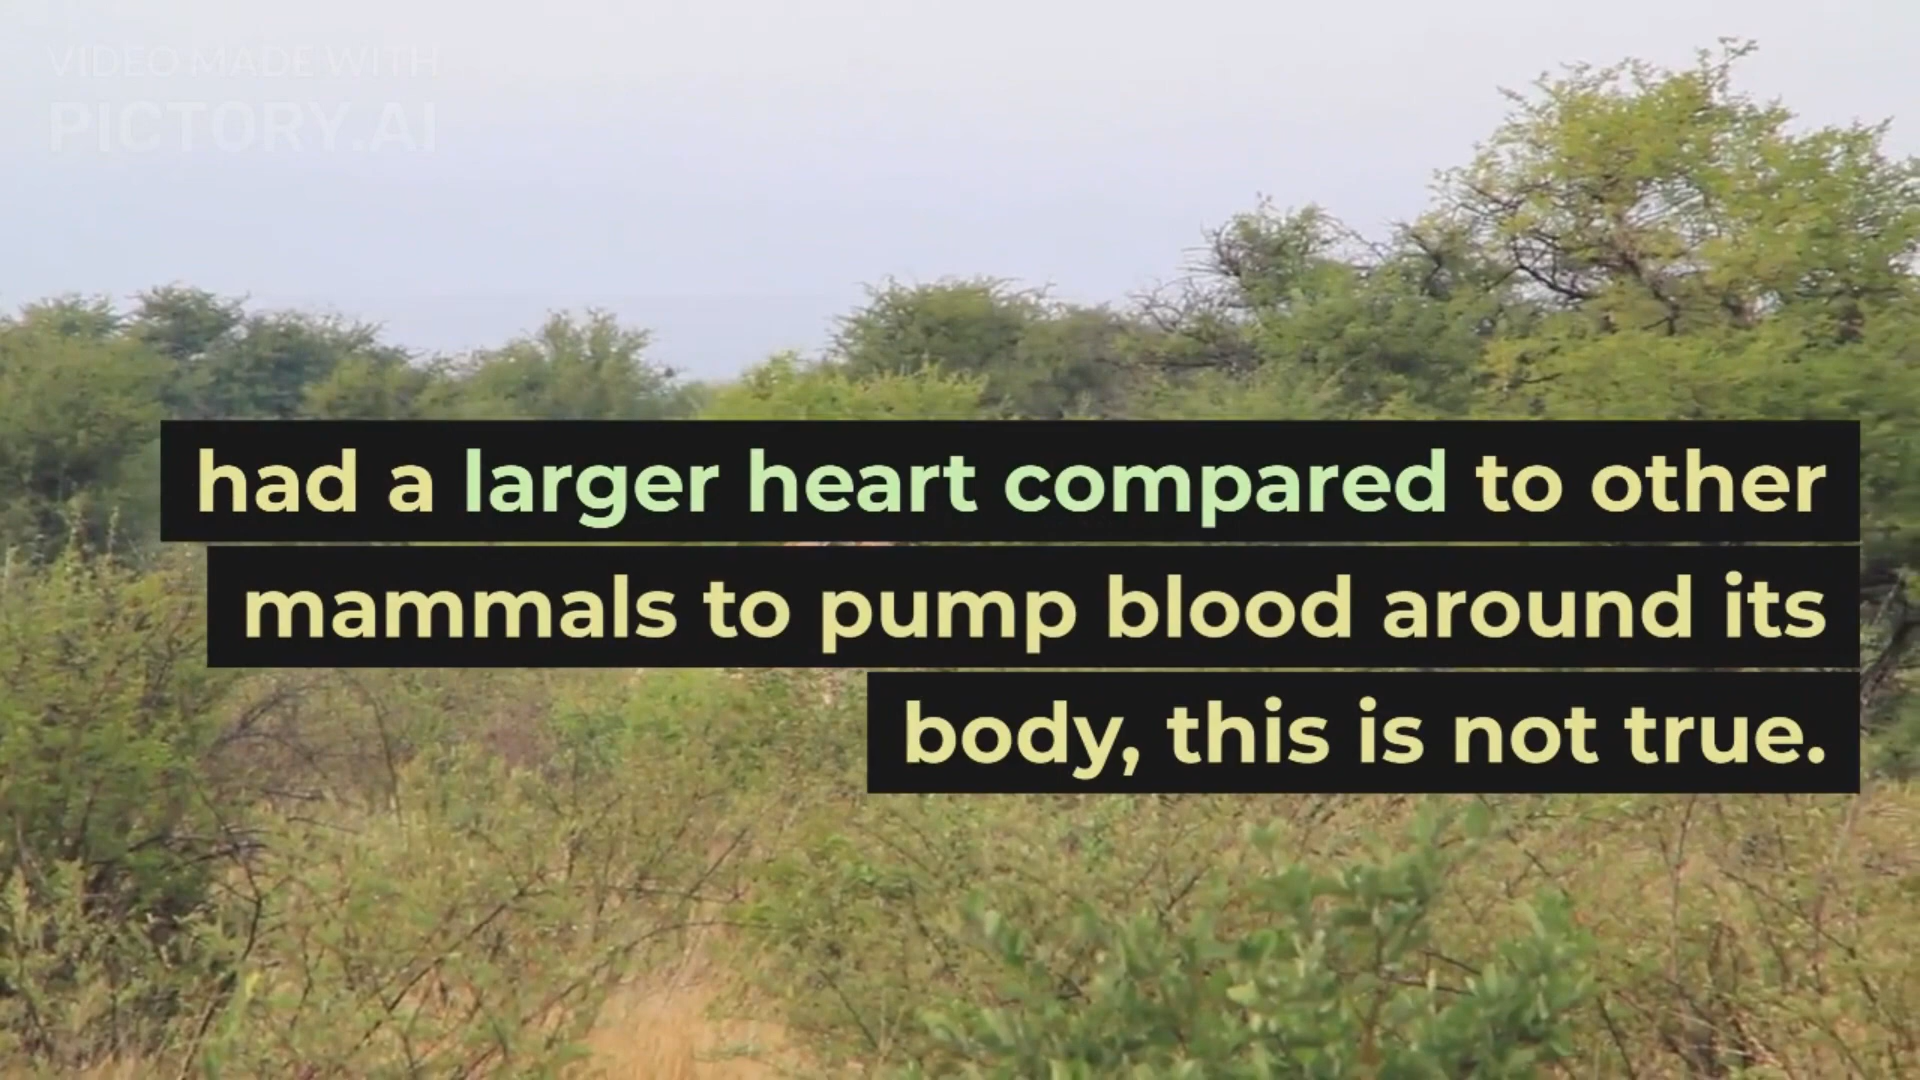 VIDEO MADE WITH
PICTORY.AI
had a larger heart compared to other
mammals to pump blood around its
body, this is not true.